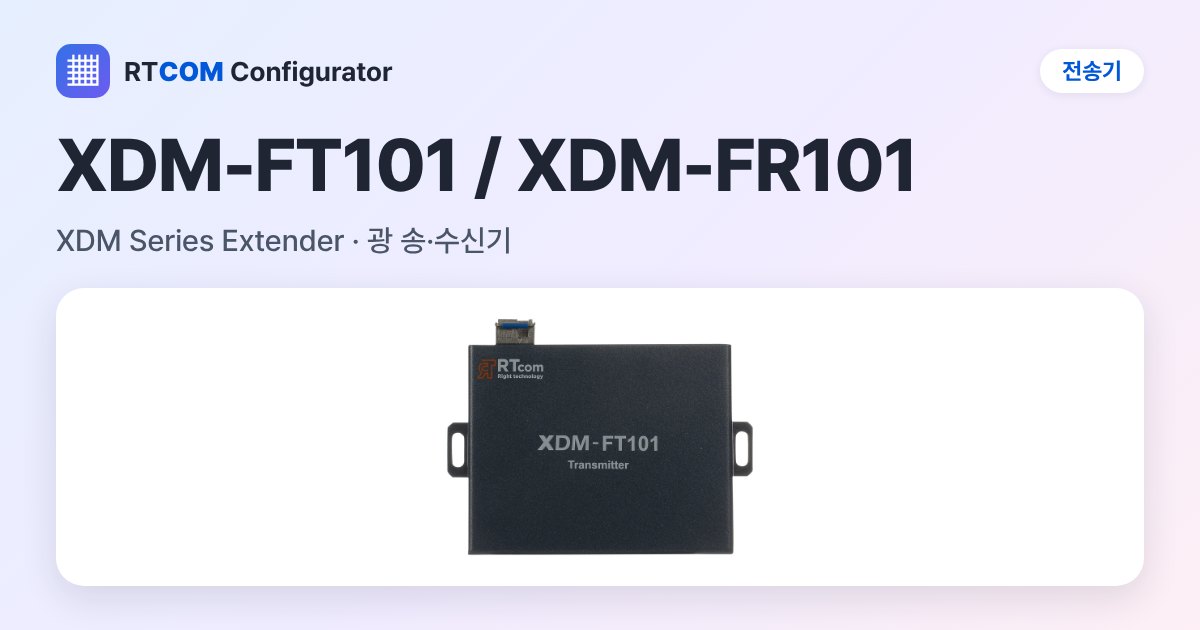 RTCOM Configurator
전송기
XDM-FT101 / XDM-FR101
XDM Series Extender · 광 송·수신기
RTcom
Right technology
XDM-FT101
Transmitter